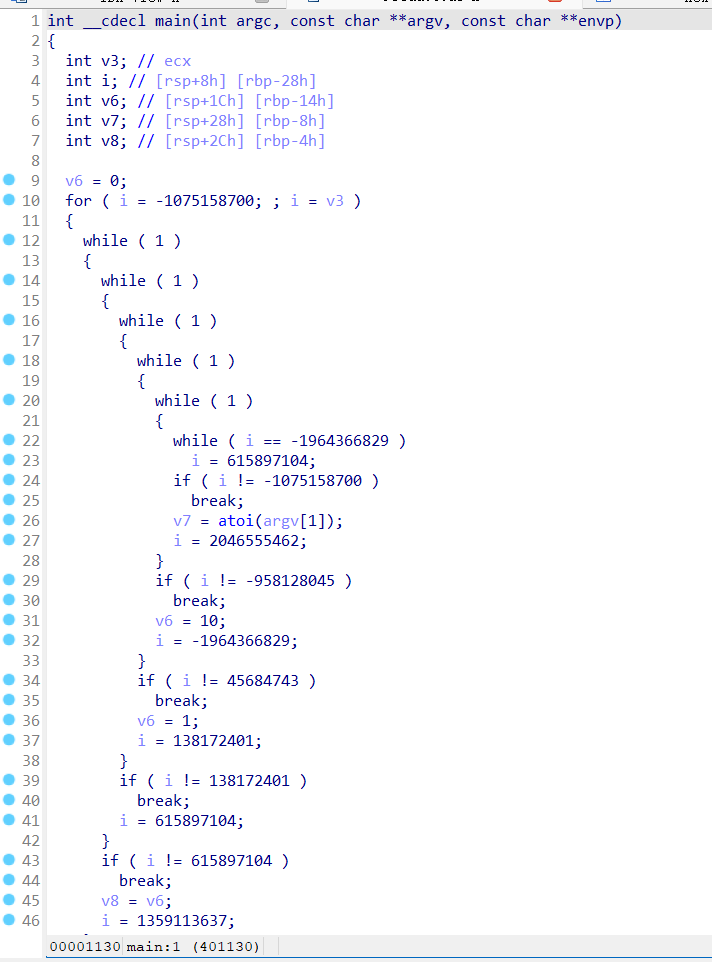 1 int __cdecl main(int argc, const char **argv, const char **envp)
2 {
3   int v3; // ecx
4   int i; // [rsp+8h] [rbp-28h]
5   int v6; // [rsp+1Ch] [rbp-14h]
6   int v7; // [rsp+28h] [rbp-8h]
7   int v8; // [rsp+2Ch] [rbp-4h]
8
9   v6 = 0;
10   for ( i = -1075158700; ; i = v3 )
11   {
12     while ( 1 )
13     {
14       while ( 1 )
15       {
16         while ( 1 )
17         {
18           while ( 1 )
19           {
20             while ( 1 )
21             {
22               while ( i == -1964366829 )
23                 i = 615897104;
24               if ( i != -1075158700 )
25                 break;
26               v7 = atoi(argv[1]);
27               i = 2046555462;
28             }
29             if ( i != -958128045 )
30               break;
31             v6 = 10;
32             i = -1964366829;
33           }
34           if ( i != 45684743 )
35             break;
36           v6 = 1;
37           i = 138172401;
38         }
39         if ( i != 138172401 )
40           break;
41         i = 615897104;
42       }
43       if ( i != 615897104 )
44         break;
45       v8 = v6;
46       i = 1359113637;
00001130 main:1 (401130)